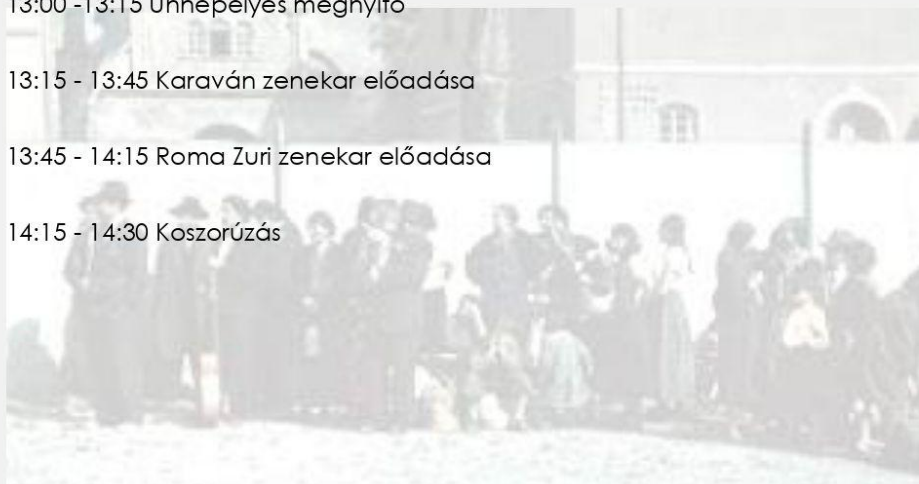 13:00 -13:15 Ünnepélyes megnyitó
13:15 - 13:45 Karaván zenekar előadása
13:45 - 14:15 Roma Zuri zenekar előadása
14:15 - 14:30 Koszorúzás